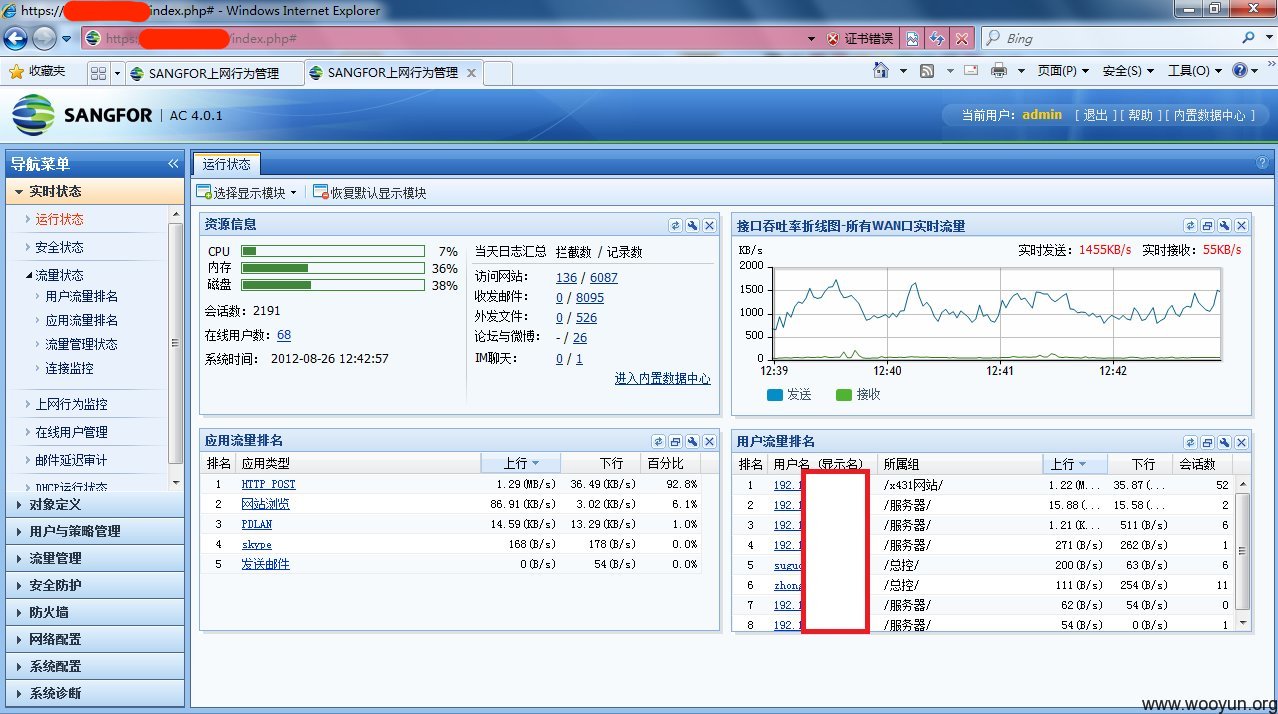 https:// index.php# - Windows Internet Explorer
https: /index.php# 证书错误 Bing
收藏夹 SANGFOR上网行为管理 SANGFOR上网行为管理 页面(P) 安全(S) 工具(O)
SANGFOR | AC 4.0.1 当前用户: admin [ 退出 ] [ 帮助 ] [ 内置数据中心 ]
导航菜单
实时状态
运行状态
安全状态
流量状态
用户流量排名
应用流量排名
流量管理状态
连接监控
上网行为监控
在线用户管理
邮件延迟审计
DHCP运行状态
对象定义
用户与策略管理
流量管理
安全防护
防火墙
网络配置
系统配置
系统诊断
运行状态
选择显示模块 恢复默认显示模块
资源信息
CPU 7%
内存 36%
磁盘 38%
会话数: 2191
在线用户数: 68
系统时间: 2012-08-26 12:42:57
当天日志汇总 拦截数 / 记录数
访问网站: 136 / 6087
收发邮件: 0 / 8095
外发文件: 0 / 526
论坛与微博: - / 26
IM聊天: 0 / 1
进入内置数据中心
接口吞吐率折线图-所有WAN口实时流量
KB/s 实时发送: 1455KB/s 实时接收: 55KB/s
2000
1500
1000
500
0
12:39 12:40 12:41 12:42
发送 接收
应用流量排名
排名 应用类型 上行 下行 百分比
1 HTTP POST 1.29(MB/s) 36.49(KB/s) 92.8%
2 网站浏览 86.91(KB/s) 3.02(KB/s) 6.1%
3 PDLAN 14.59(KB/s) 13.29(KB/s) 1.0%
4 skype 168(B/s) 178(B/s) 0.0%
5 发送邮件 0(B/s) 54(B/s) 0.0%
用户流量排名
排名 用户名 (显示名) 所属组 上行 下行 会话数
1 192.1 /x431网站/ 1.22(M... 35.87(... 52
2 192.1 /服务器/ 15.88(... 15.58(... 2
3 192.1 /服务器/ 1.21(K... 511(B/s) 6
4 192.1 /服务器/ 271(B/s) 262(B/s) 1
5 suguo /总控/ 200(B/s) 63(B/s) 6
6 zhong /总控/ 111(B/s) 254(B/s) 11
7 192.1 /服务器/ 62(B/s) 54(B/s) 0
8 192.1 /服务器/ 54(B/s) 0(B/s) 1
www.wooyun.org